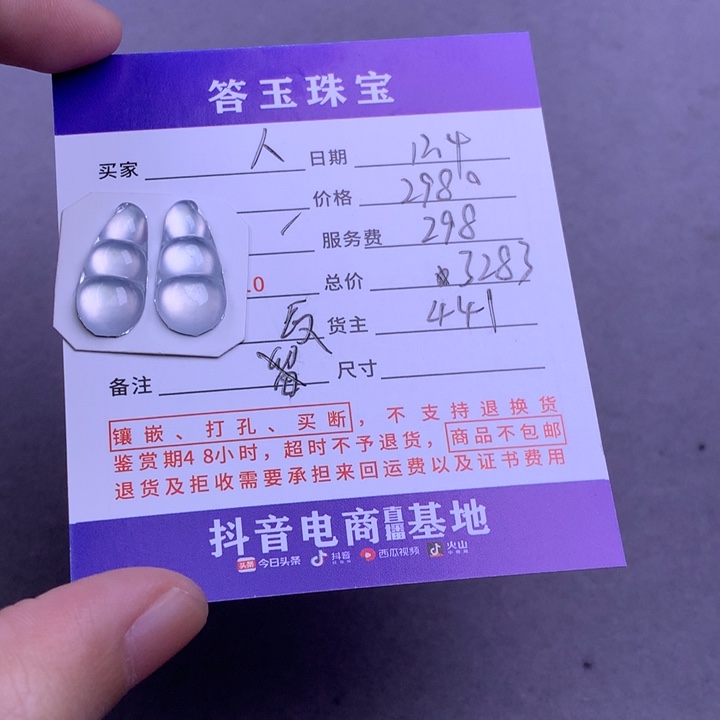 答玉珠宝
买家 人 日期 124
价格 2980
服务费 298
.0 总价 3283
货主 441
备注 尺寸
镶嵌、打孔、买断，不支持退换货
鉴赏期48小时，超时不予退货，商品不包邮
退货及拒收需要承担来回运费以及证书费用
抖音电商直播基地
头条 今日头条 抖音 西瓜视频 火山